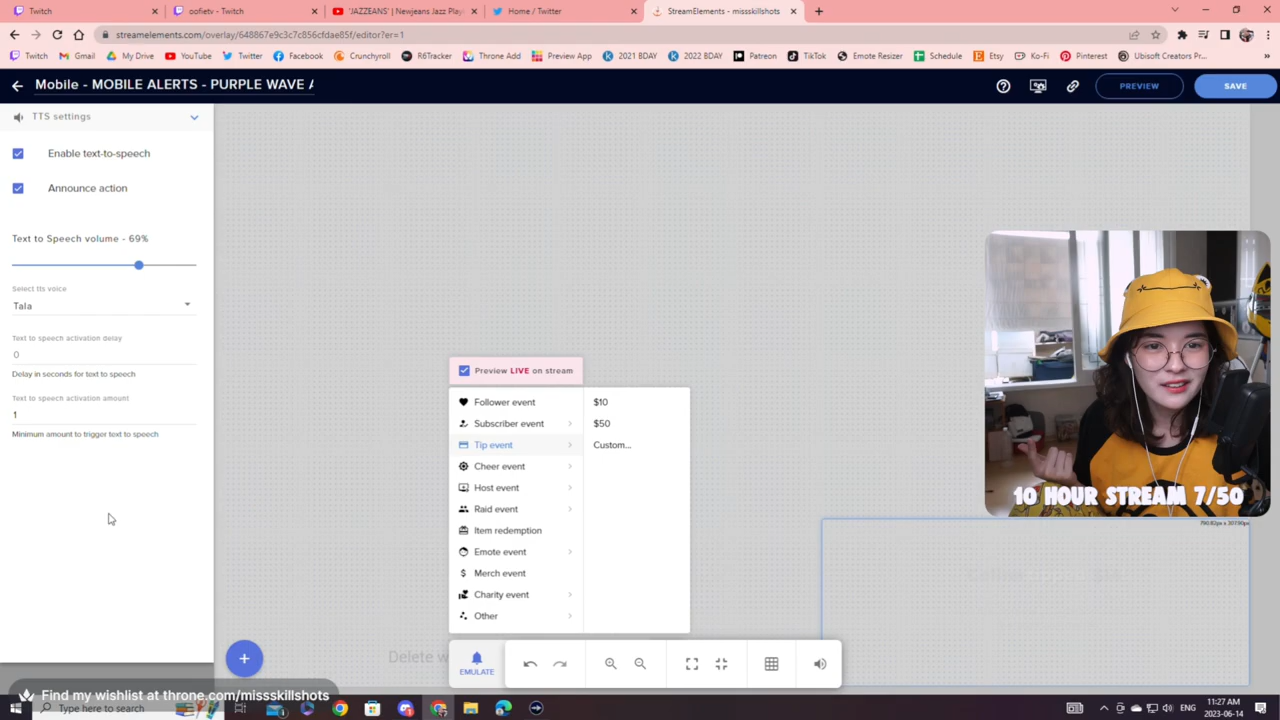 Twitch
oofietv - Twitch
'JAZZEANS' | Newjeans Jazz Play
Home / Twitter
StreamElements - missskillshots
streamelements.com/overlay/648867e9c3c7c856cfdae85f/editor?er=1
Twitch
Gmail
My Drive
YouTube
Twitter
Facebook
Crunchyroll
R6Tracker
Throne Add
Preview App
2021 BDAY
2022 BDAY
Patreon
TikTok
Emote Resizer
Schedule
Etsy
Ko-Fi
Pinterest
Ubisoft Creators Pr...
Mobile - MOBILE ALERTS - PURPLE WAVE A
PREVIEW
SAVE
TTS settings
Enable text-to-speech
Announce action
Text to Speech volume - 69%
Select tts voice
Tala
Text to speech activation delay
0
Delay in seconds for text to speech
Text to speech activation amount
1
Minimum amount to trigger text to speech
Preview LIVE on stream
Follower event
Subscriber event
Tip event
Cheer event
Host event
Raid event
Item redemption
Emote event
Merch event
Charity event
Other
$10
$50
Custom...
10 HOUR STREAM 7/50
Delete w
EMULATE
Find my wishlist at throne.com/missskillshots
Type here to search
ENG
11:27 AM
2023-06-14